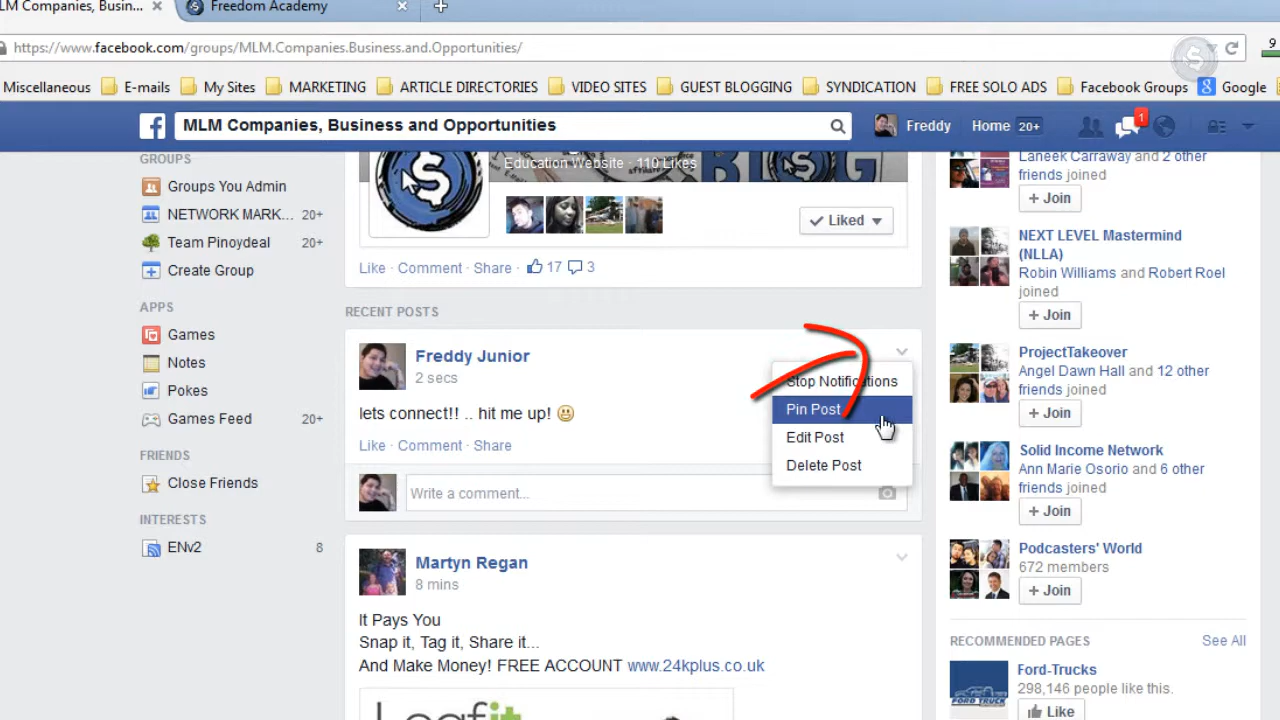 LM Companies, Busin...
Freedom Academy
https://www.facebook.com/groups/MLM.Companies.Business.and.Opportunities/
9
Miscellaneous E-mails My Sites MARKETING ARTICLE DIRECTORIES VIDEO SITES GUEST BLOGGING SYNDICATION FREE SOLO ADS Facebook Groups Google
MLM Companies, Business and Opportunities
Freddy Home 20+ 1
GROUPS
Groups You Admin
NETWORK MARK... 20+
Team Pinoydeal 20+
Create Group
APPS
Games
Notes
Pokes
Games Feed 20+
FRIENDS
Close Friends
INTERESTS
ENv2 8
Education Website · 110 Likes
Liked
Like · Comment · Share · 17 3
RECENT POSTS
Freddy Junior
2 secs
lets connect!! .. hit me up!
Like · Comment · Share
Write a comment...
Stop Notifications
Pin Post
Edit Post
Delete Post
Martyn Regan
8 mins
It Pays You
Snap it, Tag it, Share it...
And Make Money! FREE ACCOUNT www.24kplus.co.uk
Laneek Carraway and 2 other
friends joined
+ Join
NEXT LEVEL Mastermind
(NLLA)
Robin Williams and Robert Roel
joined
+ Join
ProjectTakeover
Angel Dawn Hall and 12 other
friends joined
+ Join
Solid Income Network
Ann Marie Osorio and 6 other
friends joined
+ Join
Podcasters' World
672 members
+ Join
RECOMMENDED PAGES See All
Ford-Trucks
298,146 people like this.
Like